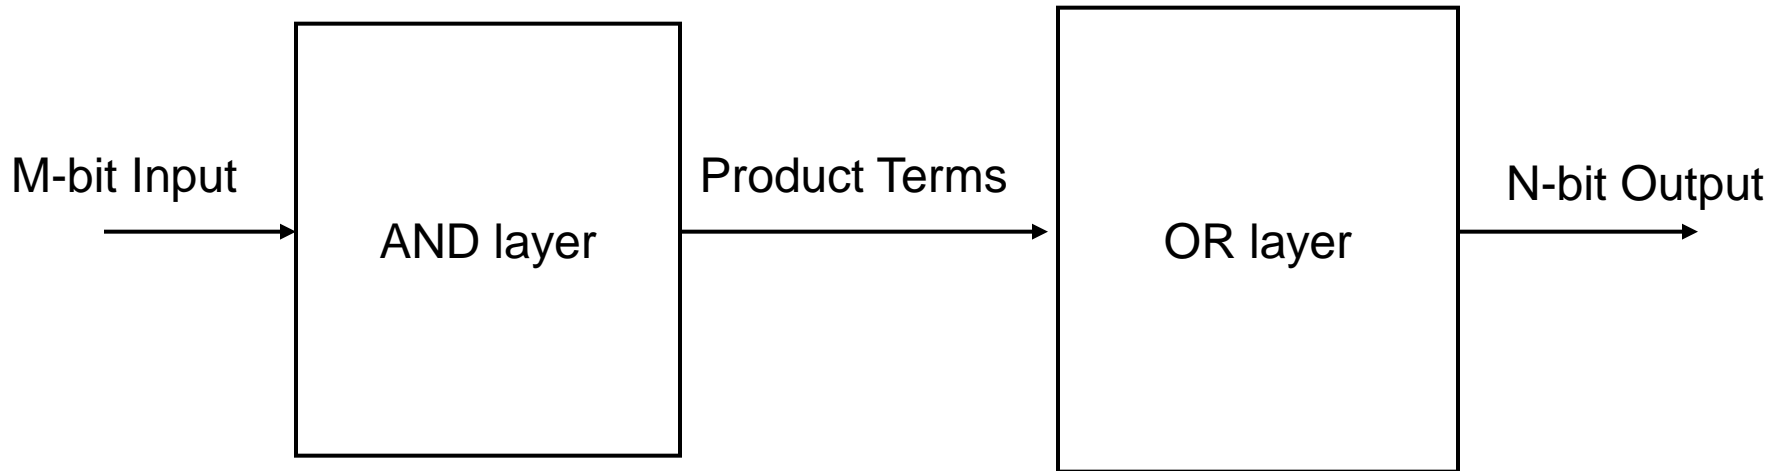 M-bit Input
AND layer
Product Terms
OR layer
N-bit Output